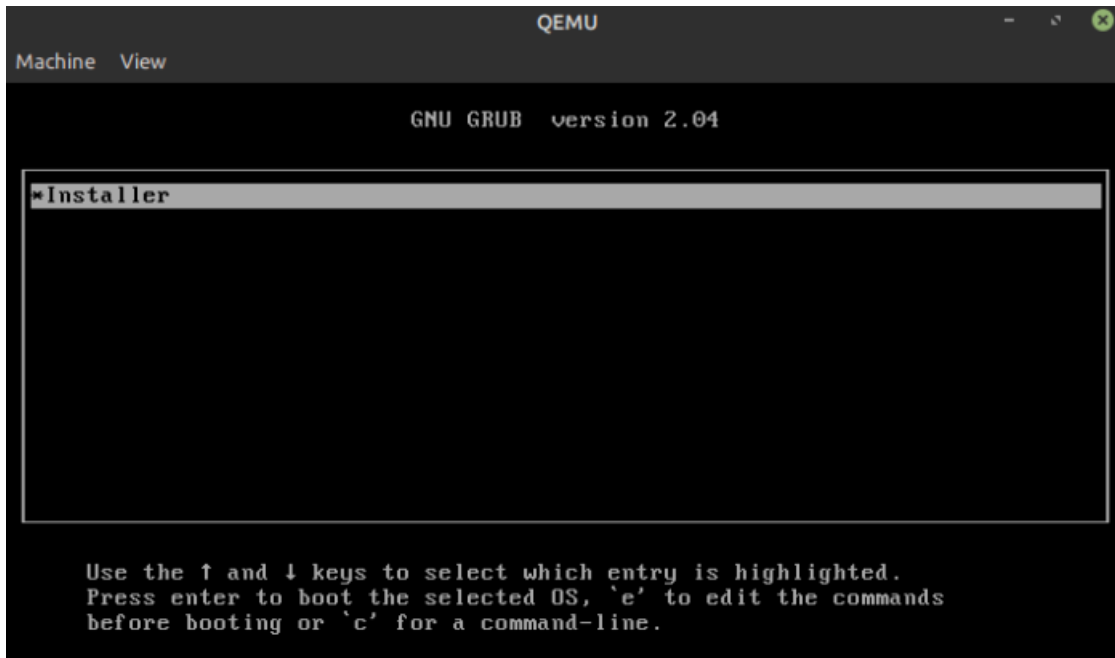 QEMU
Machine View
GNU GRUB version 2.04
*Installer
Use the ↑ and ↓ keys to select which entry is highlighted.
Press enter to boot the selected OS, `e' to edit the commands
before booting or `c' for a command-line.